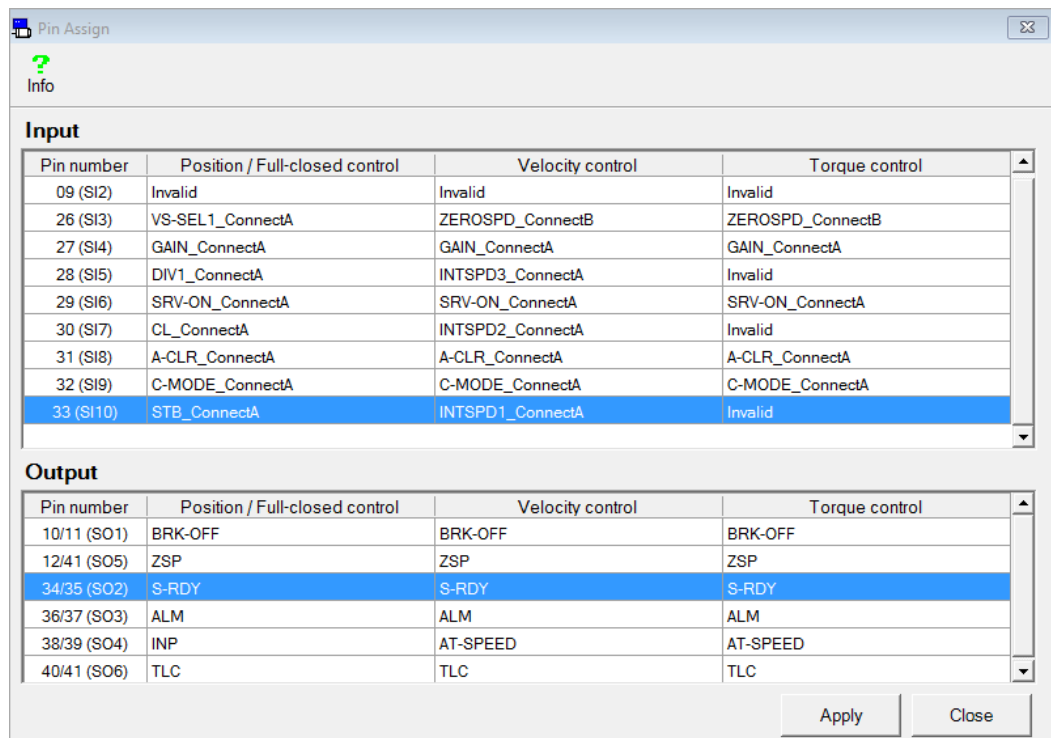 Pin Assign
?
Info
Input
Pin number Position / Full-closed control Velocity control Torque control
09 (SI2) Invalid Invalid Invalid
26 (SI3) VS-SEL1_ConnectA ZEROSPD_ConnectB ZEROSPD_ConnectB
27 (SI4) GAIN_ConnectA GAIN_ConnectA GAIN_ConnectA
28 (SI5) DIV1_ConnectA INTSPD3_ConnectA Invalid
29 (SI6) SRV-ON_ConnectA SRV-ON_ConnectA SRV-ON_ConnectA
30 (SI7) CL_ConnectA INTSPD2_ConnectA Invalid
31 (SI8) A-CLR_ConnectA A-CLR_ConnectA A-CLR_ConnectA
32 (SI9) C-MODE_ConnectA C-MODE_ConnectA C-MODE_ConnectA
33 (SI10) STB_ConnectA INTSPD1_ConnectA Invalid
Output
Pin number Position / Full-closed control Velocity control Torque control
10/11 (SO1) BRK-OFF BRK-OFF BRK-OFF
12/41 (SO5) ZSP ZSP ZSP
34/35 (SO2) S-RDY S-RDY S-RDY
36/37 (SO3) ALM ALM ALM
38/39 (SO4) INP AT-SPEED AT-SPEED
40/41 (SO6) TLC TLC TLC
Apply Close